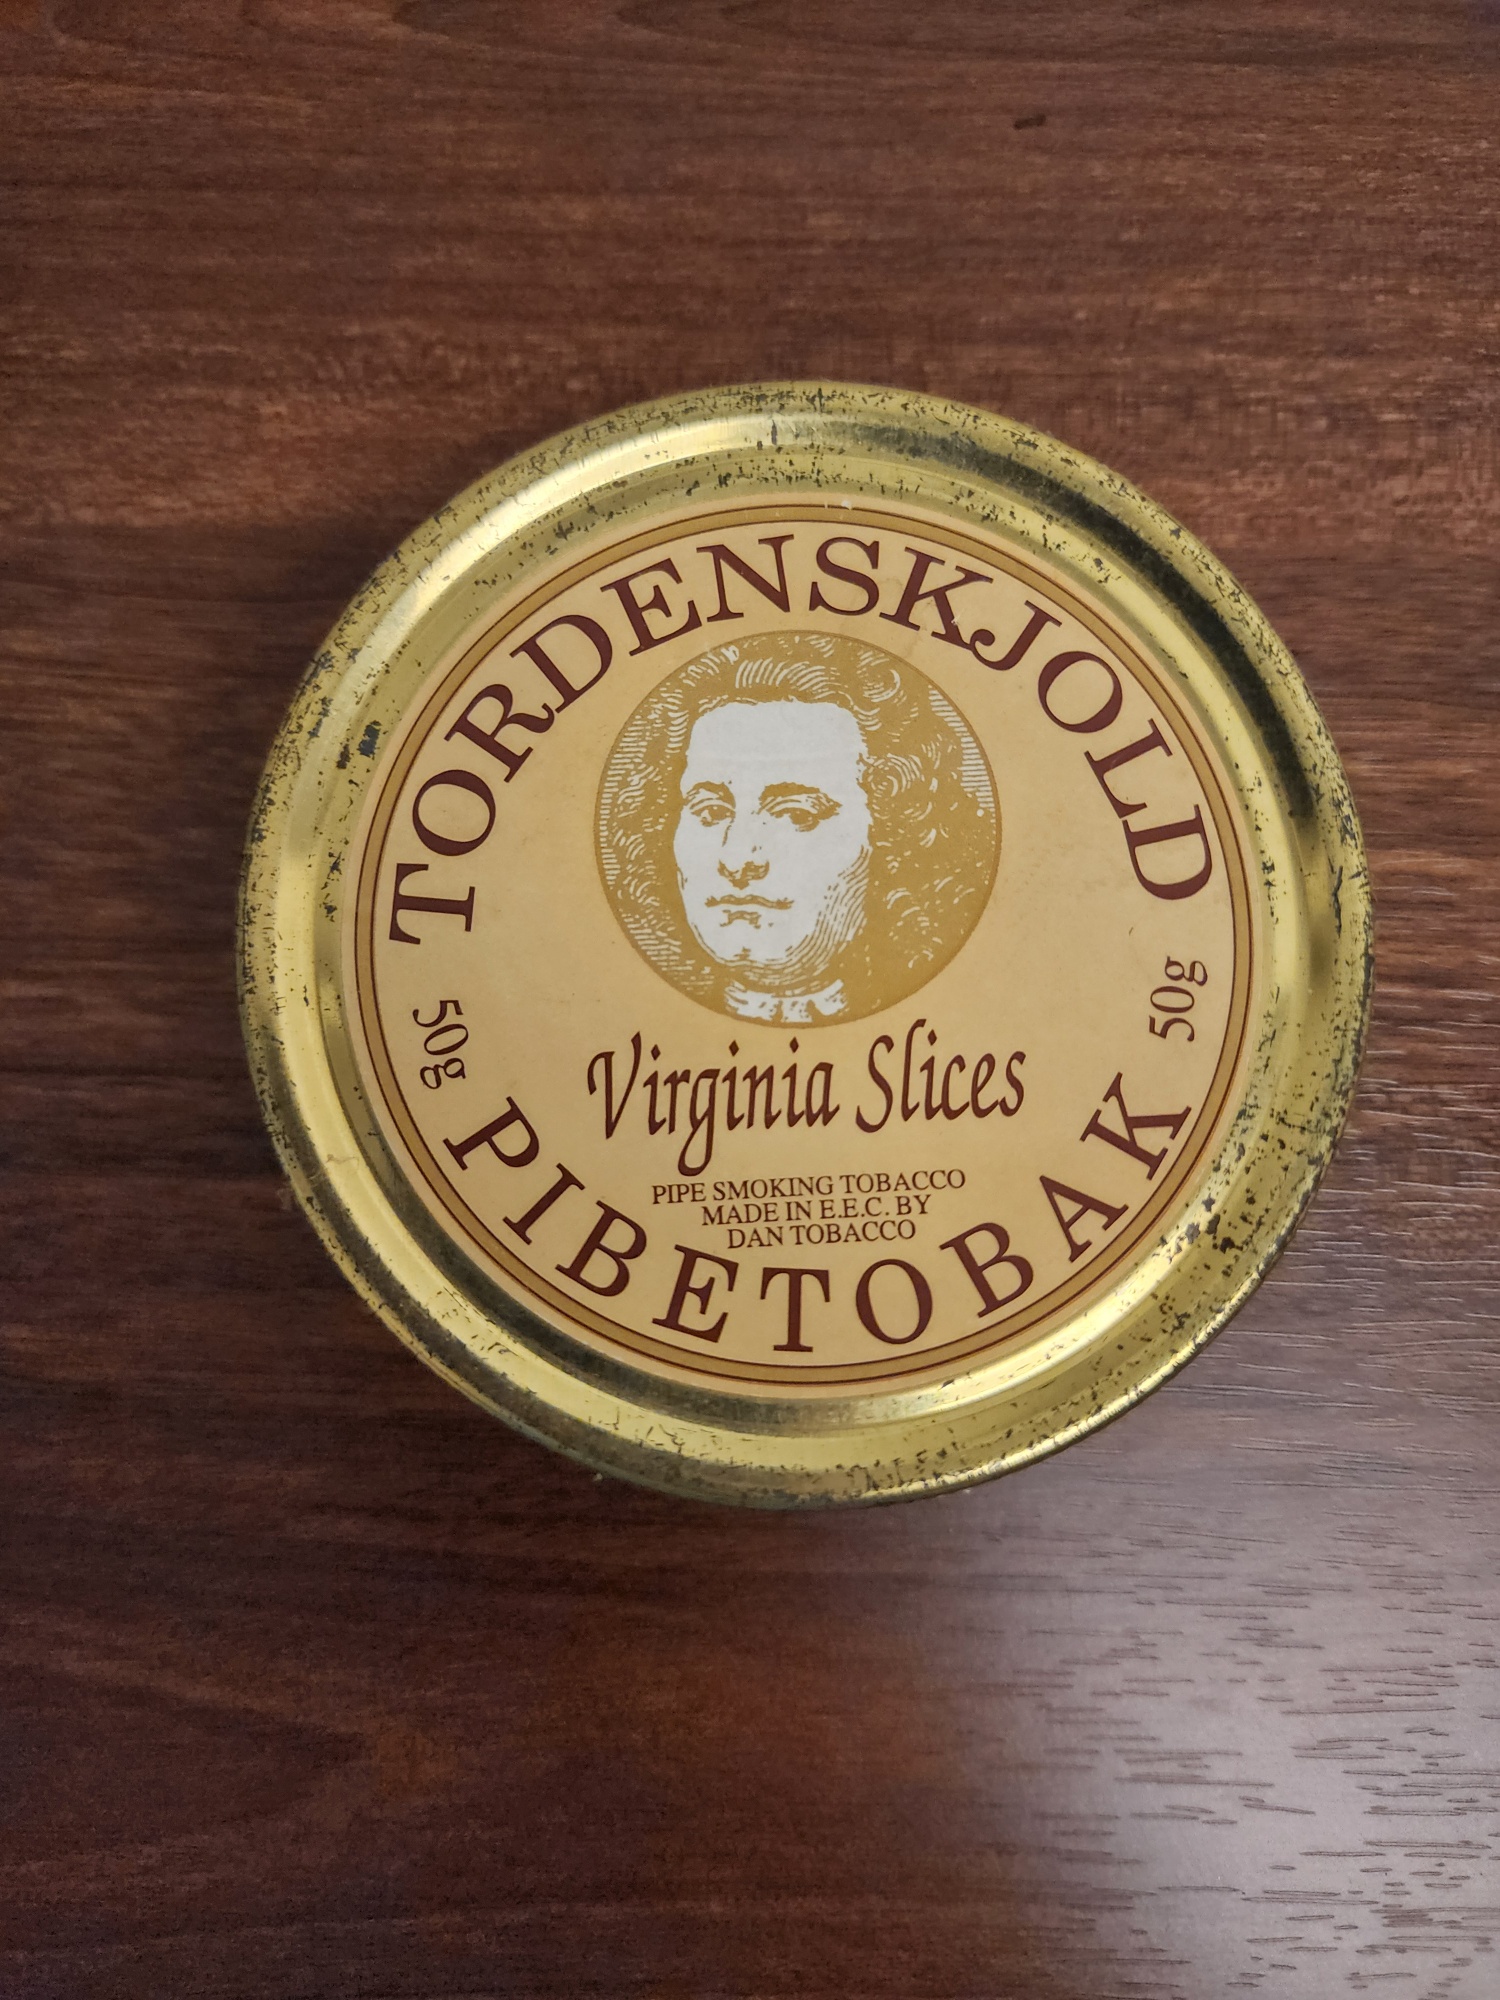 TORDENSKJOLD
50g
50g
Virginia Slices
PIPE SMOKING TOBACCO
MADE IN E.E.C. BY
DAN TOBACCO
PIBETOBAK